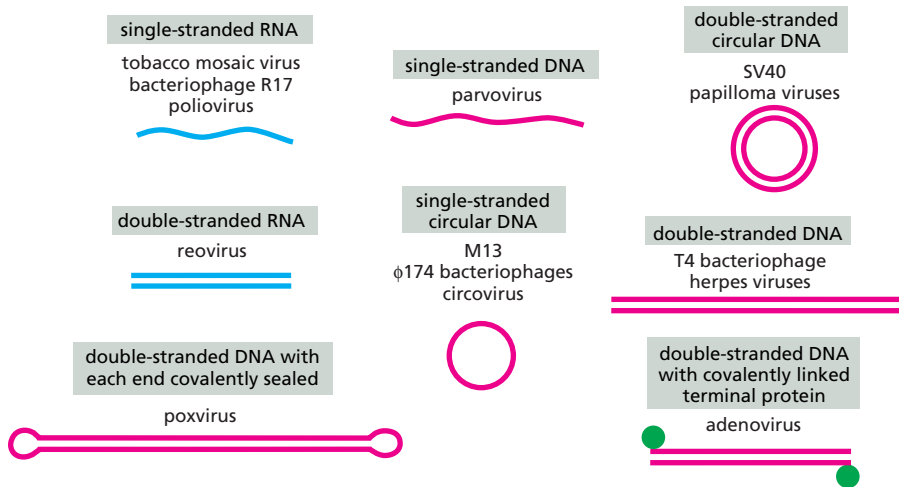 single-stranded RNA
tobacco mosaic virus
bacteriophage R17
poliovirus
single-stranded DNA
parvovirus
double-stranded
circular DNA
SV40
papilloma viruses
double-stranded RNA
reovirus
single-stranded
circular DNA
M13
ϕ174 bacteriophages
circovirus
double-stranded DNA
T4 bacteriophage
herpes viruses
double-stranded DNA with
each end covalently sealed
poxvirus
double-stranded DNA
with covalently linked
terminal protein
adenovirus